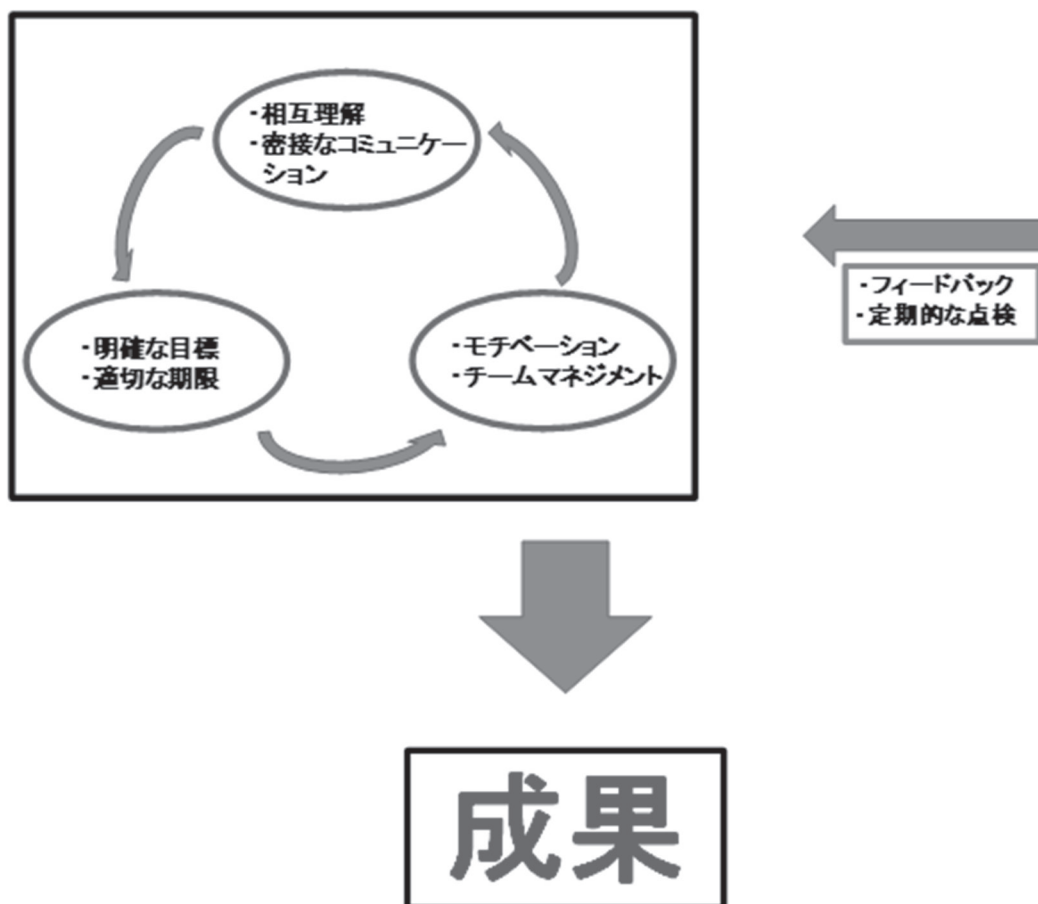 ・相互理解
・密接なコミュニケー
ション
・明確な目標
・適切な期限
・モチベーション
・チームマネジメント
・フィードバック
・定期的な点検
成果